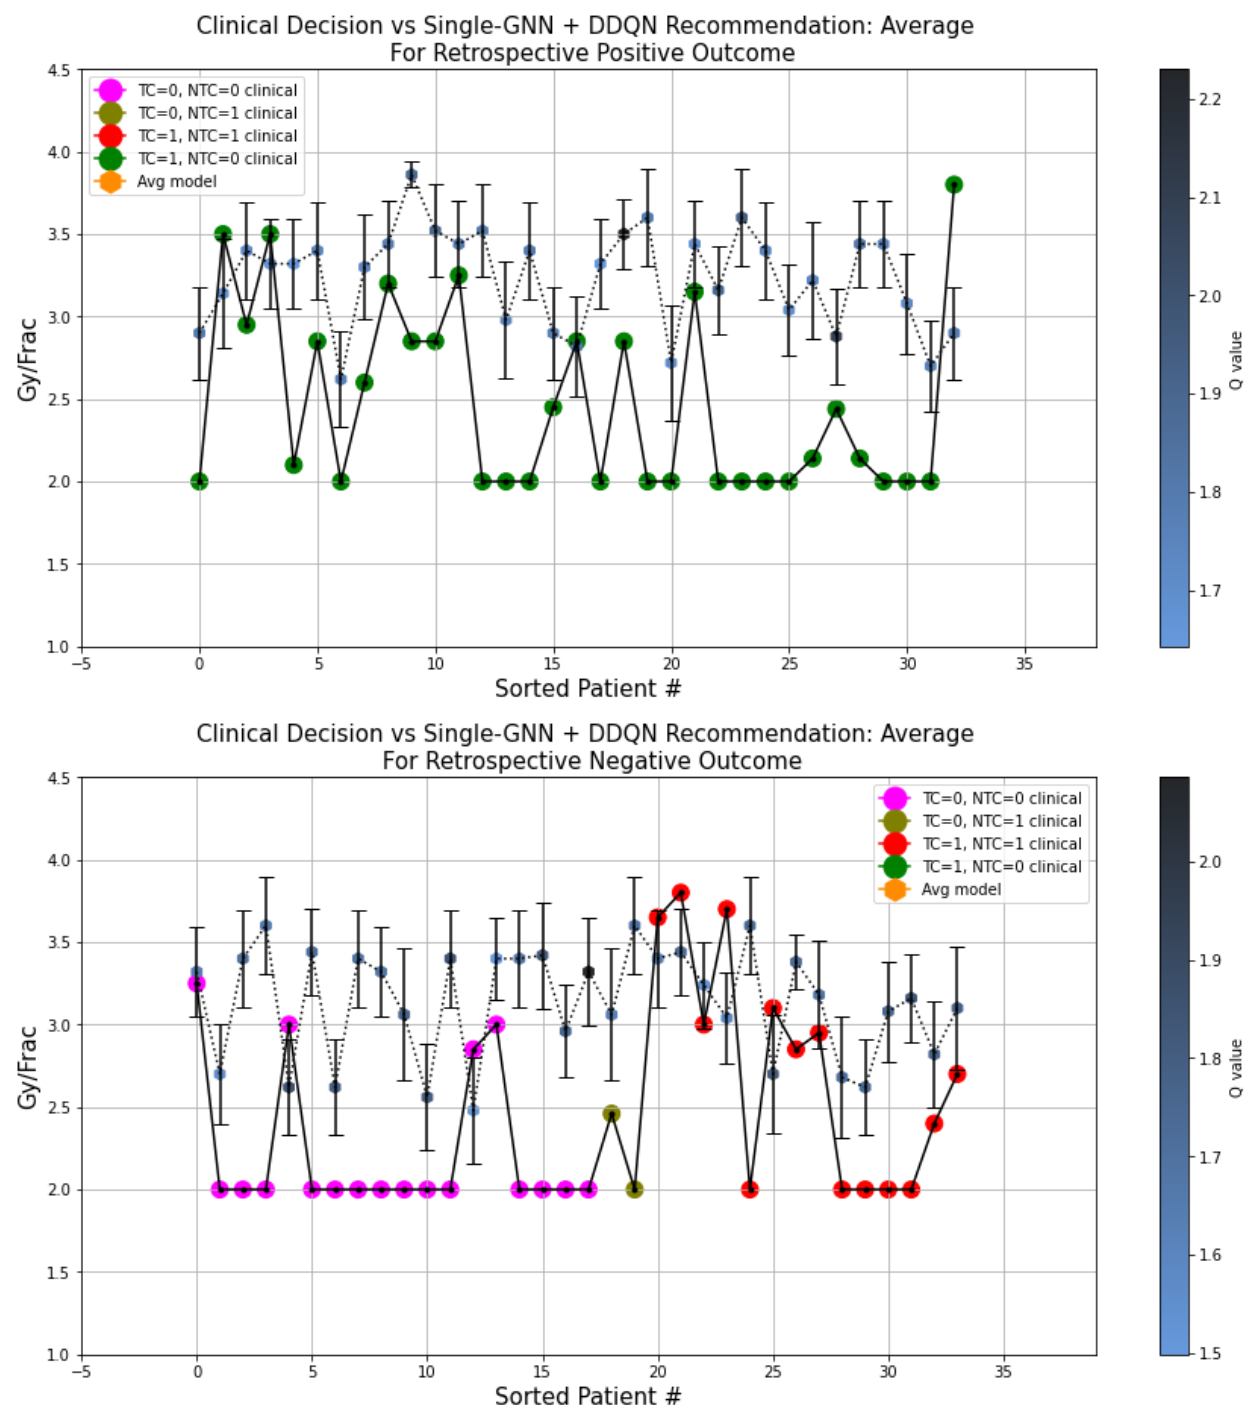 Clinical Decision vs Single-GNN + DDQN Recommendation: Average
For Retrospective Positive Outcome
TC=0, NTC=0 clinical
TC=0, NTC=1 clinical
TC=1, NTC=1 clinical
TC=1, NTC=0 clinical
Avg model
4.5
4.0
3.5
3.0
2.5
2.0
1.5
1.0
Gy/Frac
−5
0
5
10
15
20
25
30
35
Sorted Patient #
2.2
2.1
2.0
1.9
1.8
1.7
Q value
Clinical Decision vs Single-GNN + DDQN Recommendation: Average
For Retrospective Negative Outcome
TC=0, NTC=0 clinical
TC=0, NTC=1 clinical
TC=1, NTC=1 clinical
TC=1, NTC=0 clinical
Avg model
4.5
4.0
3.5
3.0
2.5
2.0
1.5
1.0
Gy/Frac
−5
0
5
10
15
20
25
30
35
Sorted Patient #
2.0
1.9
1.8
1.7
1.6
1.5
Q value